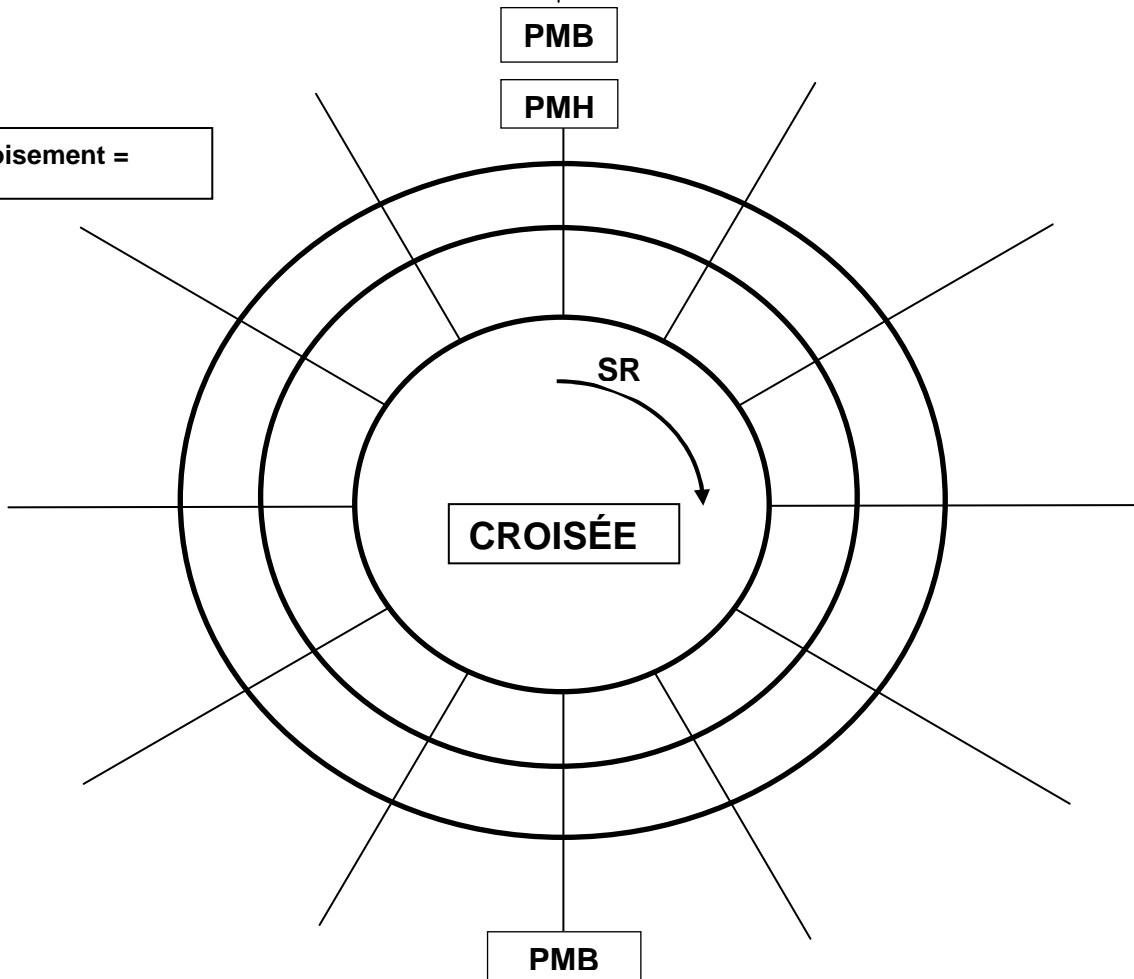 PMB
PMH
oisement =
SR
CROISÉE
PMB